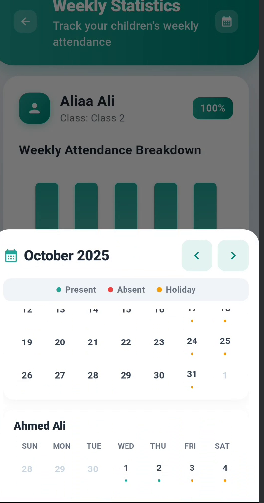 Weekly Statistics
Track your children's weekly
attendance
Aliaa Ali
Class: Class 2
100%
Weekly Attendance Breakdown
October 2025
Present Absent Holiday
12 13 14 15 16 17 18
19 20 21 22 23 24 25
26 27 28 29 30 31 1
Ahmed Ali
SUN MON TUE WED THU FRI SAT
28 29 30 1 2 3 4